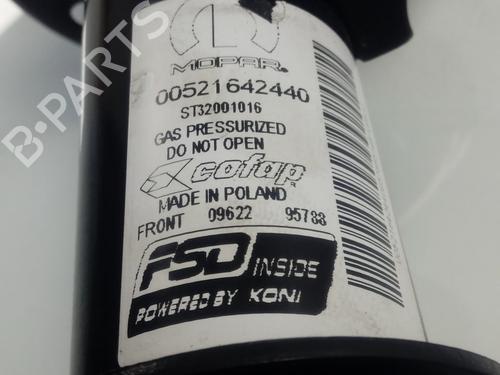 MOPAR
00521642440
ST32001016
GAS PRESSURIZED
DO NOT OPEN
cofap
MADE IN POLAND
FRONT 09622 95788
FSD INSIDE
POWERED BY KONI
B-PARTS